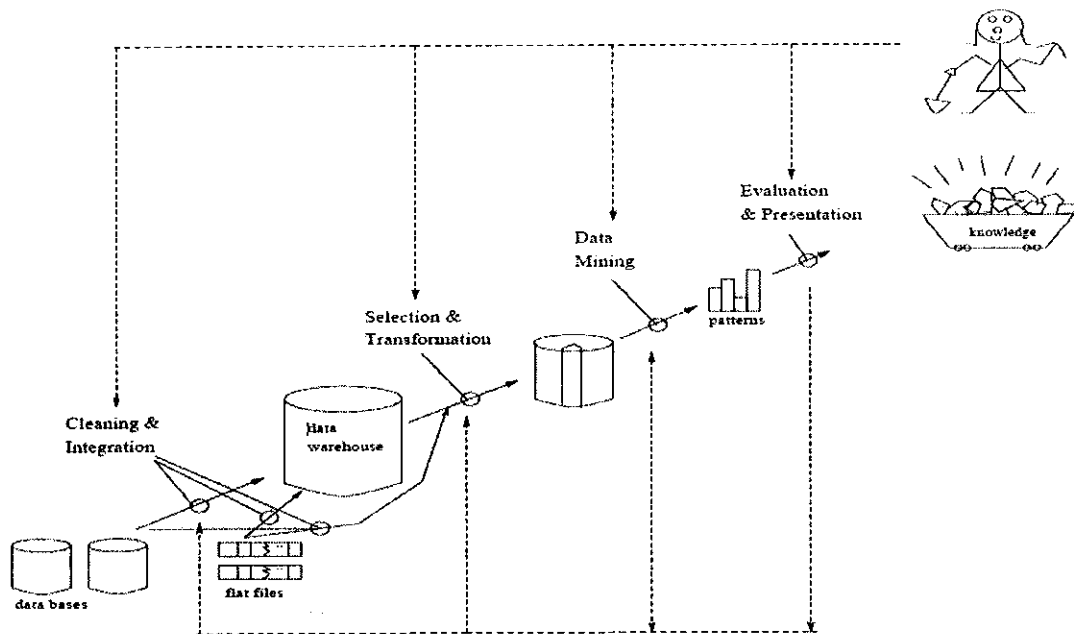 Evaluation
& Presentation
knowledge
Data
Mining
patterns
Selection &
Transformation
Cleaning &
Integration
data
warehouse
data bases
flat files